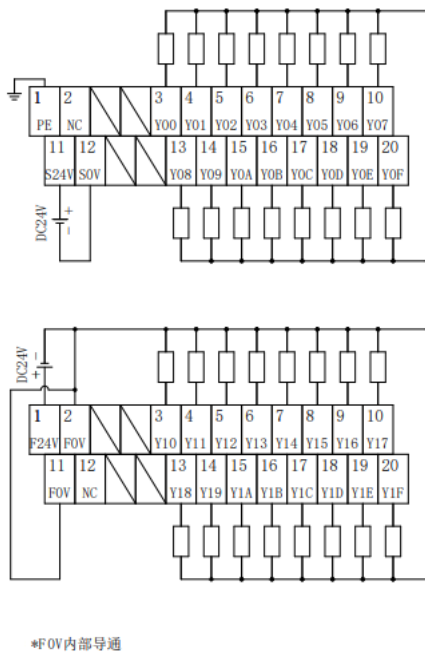 1 2 3 4 5 6 7 8 9 10
PE NC Y00 Y01 Y02 Y03 Y04 Y05 Y06 Y07
11 12 13 14 15 16 17 18 19 20
S24V S0V Y08 Y09 Y0A Y0B Y0C Y0D Y0E Y0F
DC24V + -
DC24V - +
1 2 3 4 5 6 7 8 9 10
F24V F0V Y10 Y11 Y12 Y13 Y14 Y15 Y16 Y17
11 12 13 14 15 16 17 18 19 20
F0V NC Y18 Y19 Y1A Y1B Y1C Y1D Y1E Y1F
*F0V内部导通